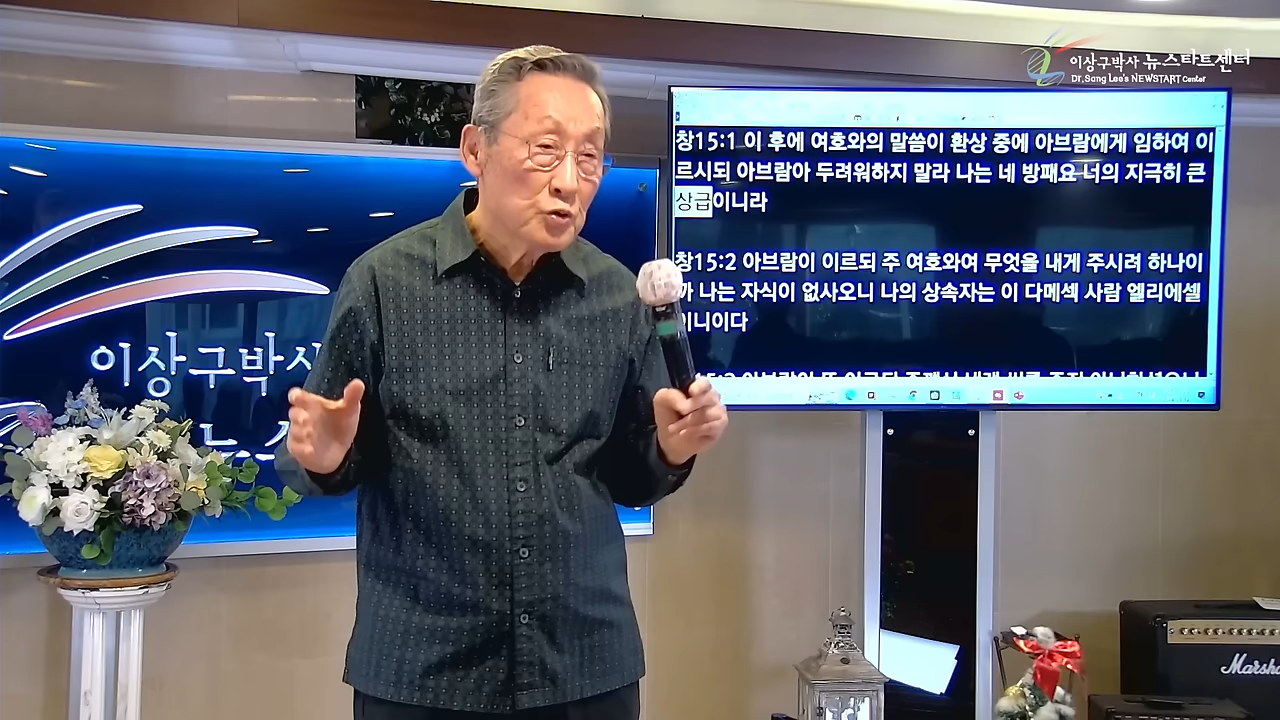 이상구박사 뉴스타트센터
Dr. Sang Lee's NEWSTART Center
창15:1 이 후에 여호와의 말씀이 환상 중에 아브람에게 임하여 이
르시되 아브람아 두려워하지 말라 나는 네 방패요 너의 지극히 큰
상급이니라
창15:2 아브람이 이르되 주 여호와여 무엇을 내게 주시려 하나이
까 나는 자식이 없사오니 나의 상속자는 이 다메섹 사람 엘리에셀
이니이다
이상구박사